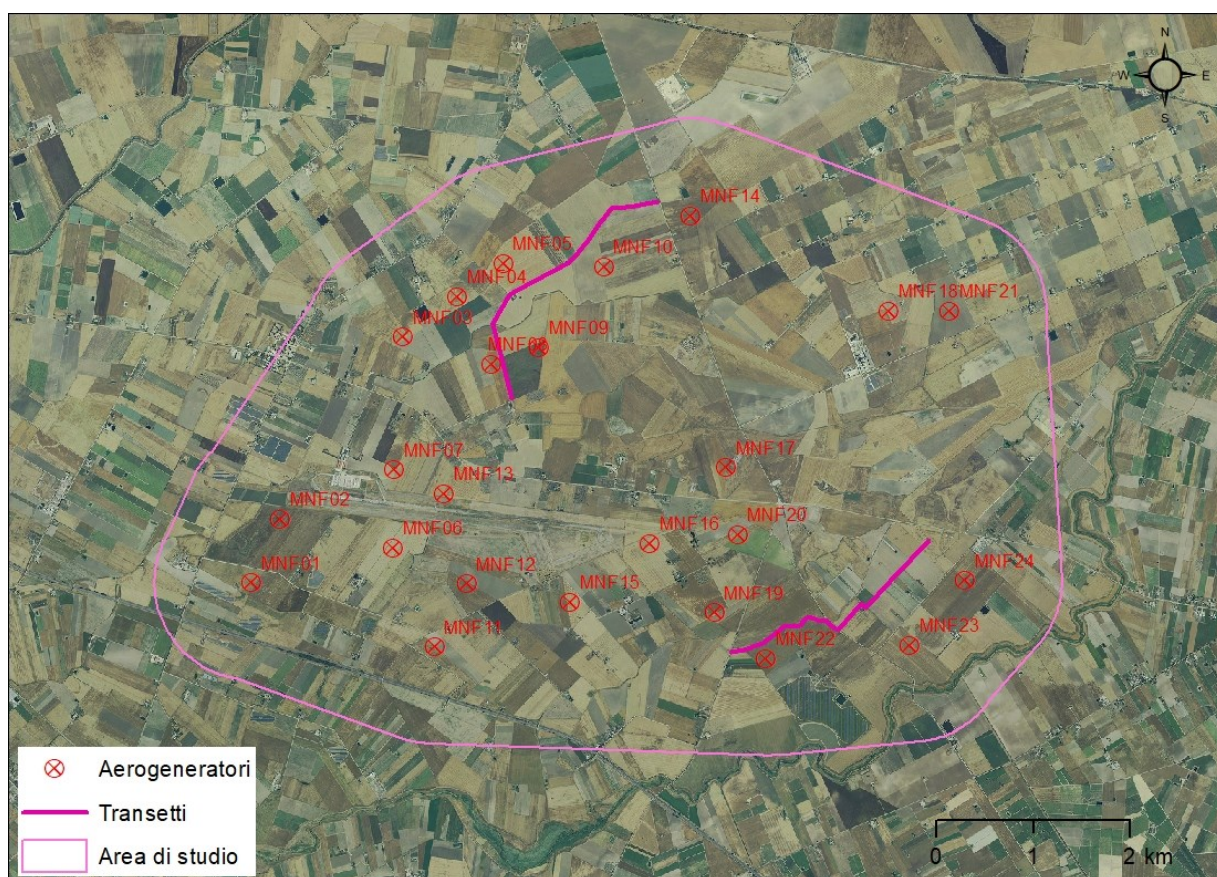 N
W E
S
MNF14
MNF05
MNF10
MNF04
MNF18 MNF21
MNF03
MNF09
MNF08
MNF07
MNF17
MNF13
MNF02
MNF20
MNF16
MNF06
MNF01
MNF12
MNF24
MNF15
MNF19
MNF11
MNF23
MNF22
Aerogeneratori
Transetti
Area di studio
0 1 2 km